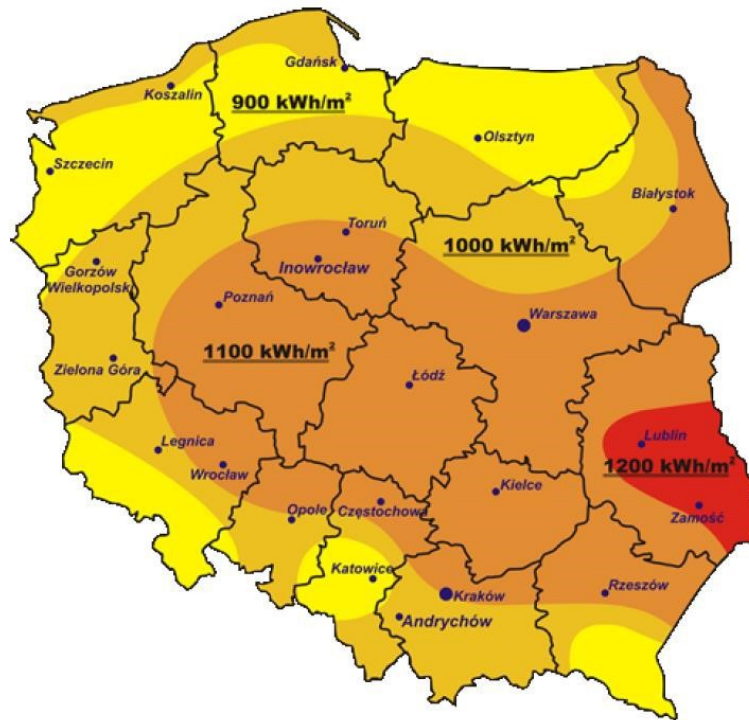 Gdańsk
Koszalin
900 kWh/m²
Olsztyn
Szczecin
Białystok
Toruń
1000 kWh/m²
Inowrocław
Gorzów
Wielkopolski
Poznań
Warszawa
1100 kWh/m²
Zielona Góra
Łódź
Legnica
Lublin
Wrocław
1200 kWh/m²
Kielce
Opole
Częstochowa
Zamość
Katowice
Rzeszów
Kraków
Andrychów